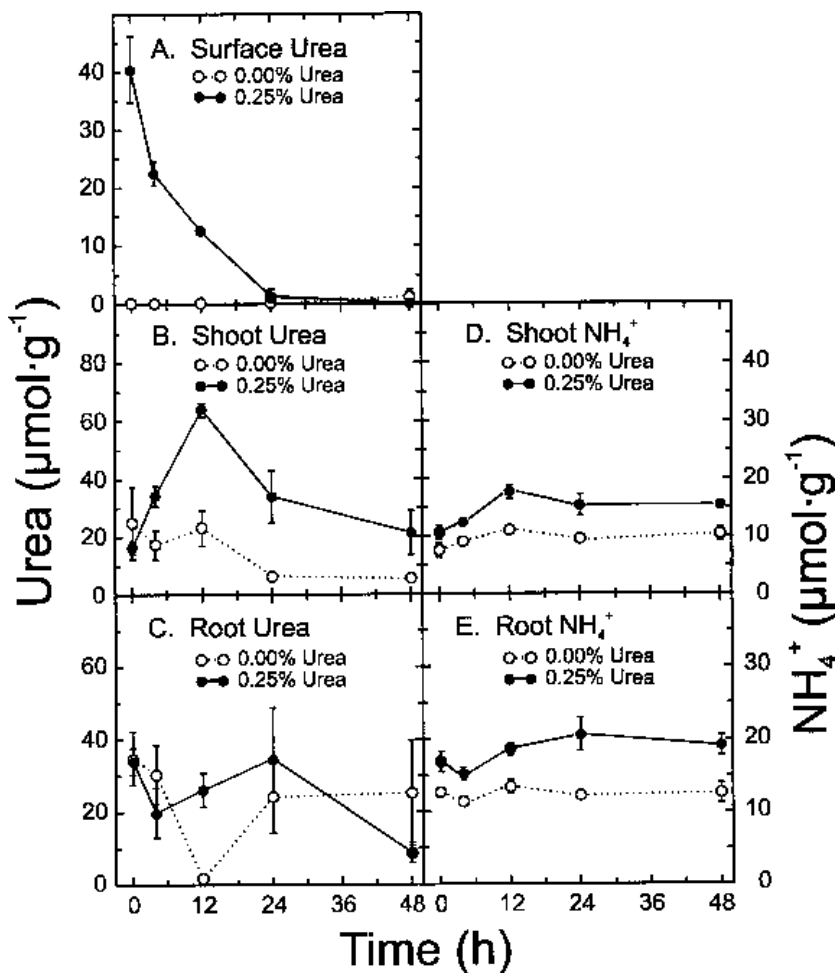 A. Surface Urea
0.00% Urea
0.25% Urea
40
30
20
10
0
B. Shoot Urea
0.00% Urea
0.25% Urea
80
60
40
20
0
C. Root Urea
0.00% Urea
0.25% Urea
60
40
20
0
0 12 24 36 48
D. Shoot NH₄⁺
0.00% Urea
0.25% Urea
40
30
20
10
0
E. Root NH₄⁺
0.00% Urea
0.25% Urea
30
20
10
0
0 12 24 36 48
Urea (µmol·g⁻¹)
NH₄⁺ (µmol·g⁻¹)
Time (h)